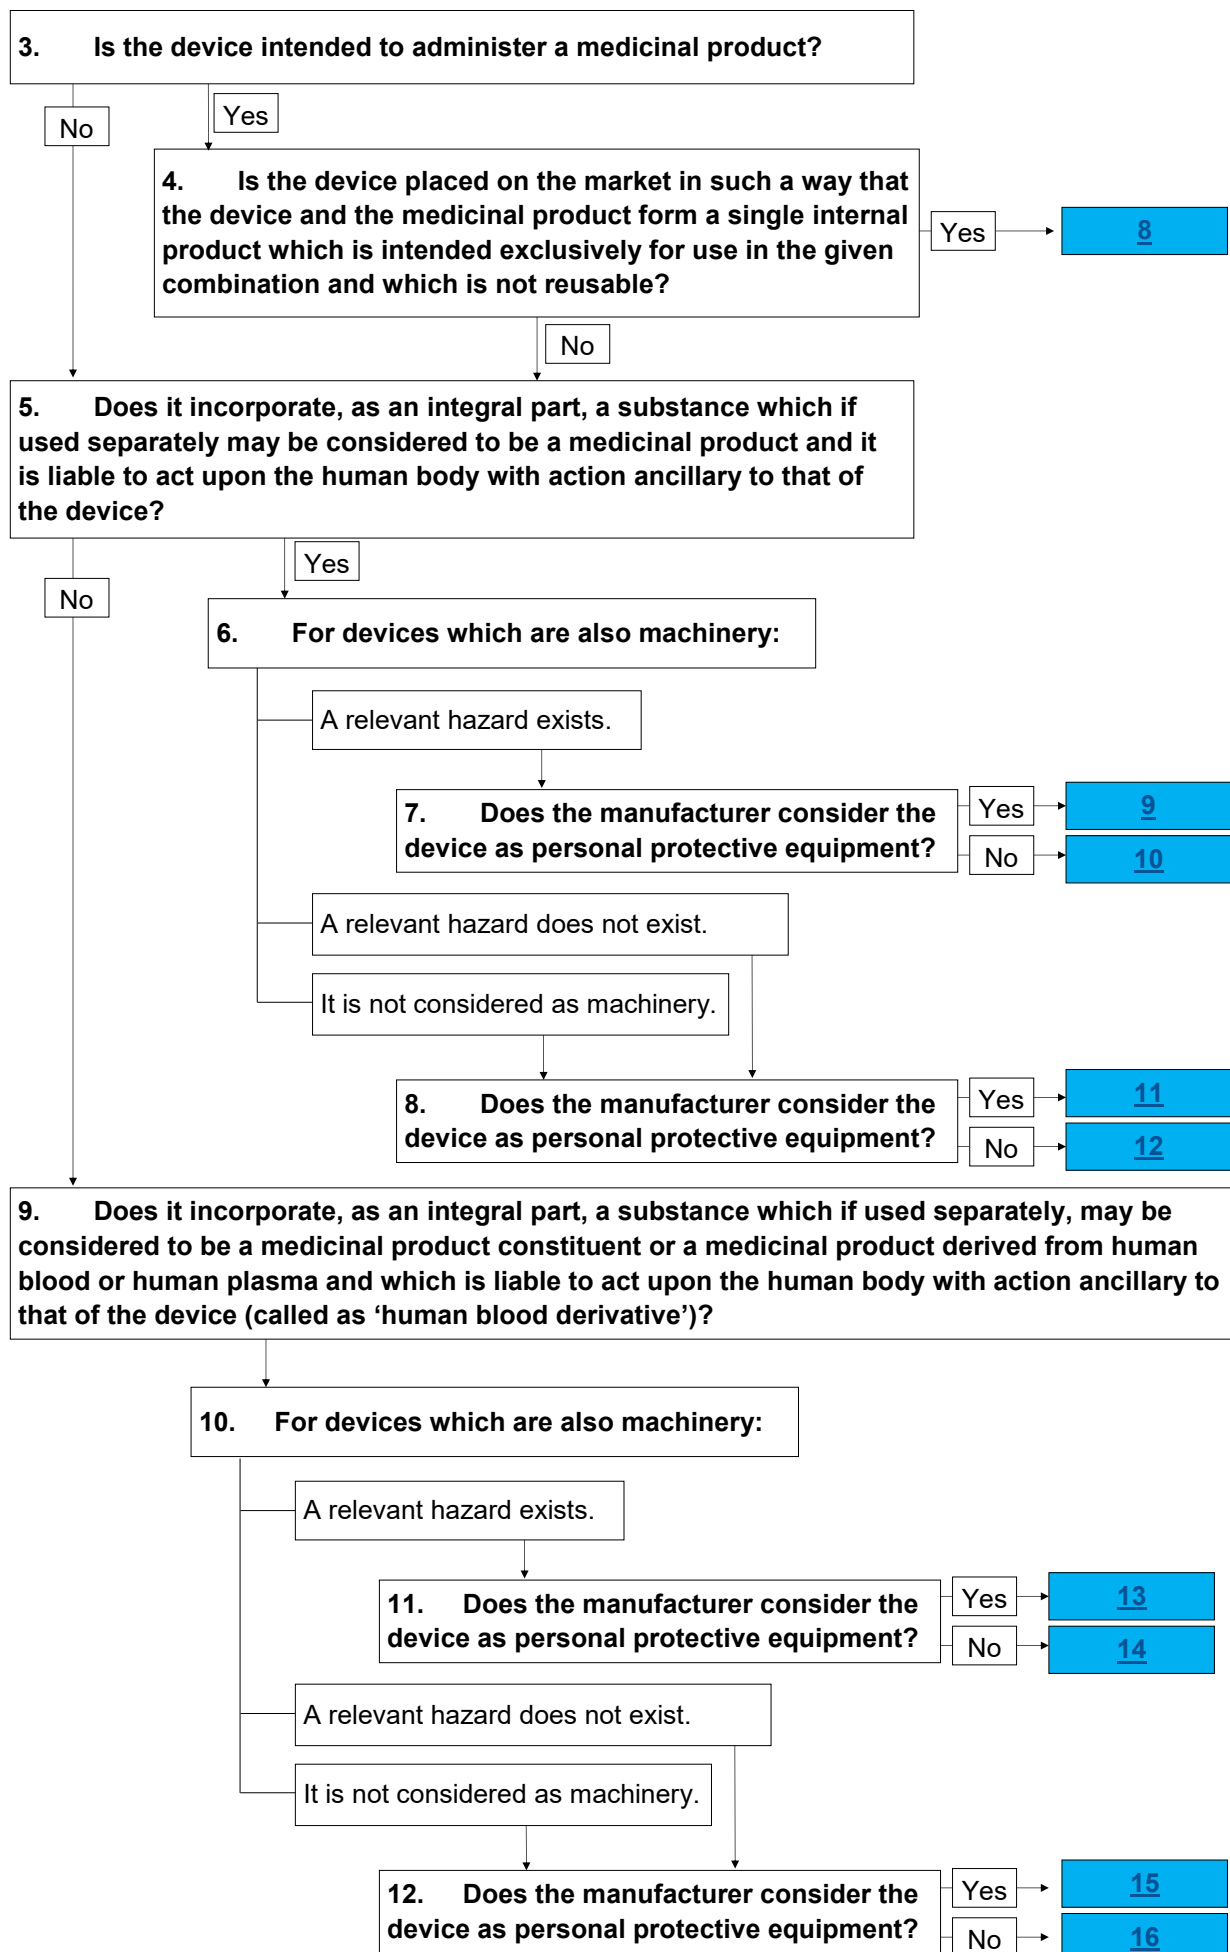 3. Is the device intended to administer a medicinal product?
No
Yes
4. Is the device placed on the market in such a way that
the device and the medicinal product form a single internal
product which is intended exclusively for use in the given
combination and which is not reusable?
Yes
8
No
5. Does it incorporate, as an integral part, a substance which if
used separately may be considered to be a medicinal product and it
is liable to act upon the human body with action ancillary to that of
the device?
Yes
No
6. For devices which are also machinery:
A relevant hazard exists.
7. Does the manufacturer consider the
device as personal protective equipment?
Yes
9
No
10
A relevant hazard does not exist.
It is not considered as machinery.
8. Does the manufacturer consider the
device as personal protective equipment?
Yes
11
No
12
9. Does it incorporate, as an integral part, a substance which if used separately, may be
considered to be a medicinal product constituent or a medicinal product derived from human
blood or human plasma and which is liable to act upon the human body with action ancillary to
that of the device (called as ‘human blood derivative’)?
10. For devices which are also machinery:
A relevant hazard exists.
11. Does the manufacturer consider the
device as personal protective equipment?
Yes
13
No
14
A relevant hazard does not exist.
It is not considered as machinery.
12. Does the manufacturer consider the
device as personal protective equipment?
Yes
15
No
16